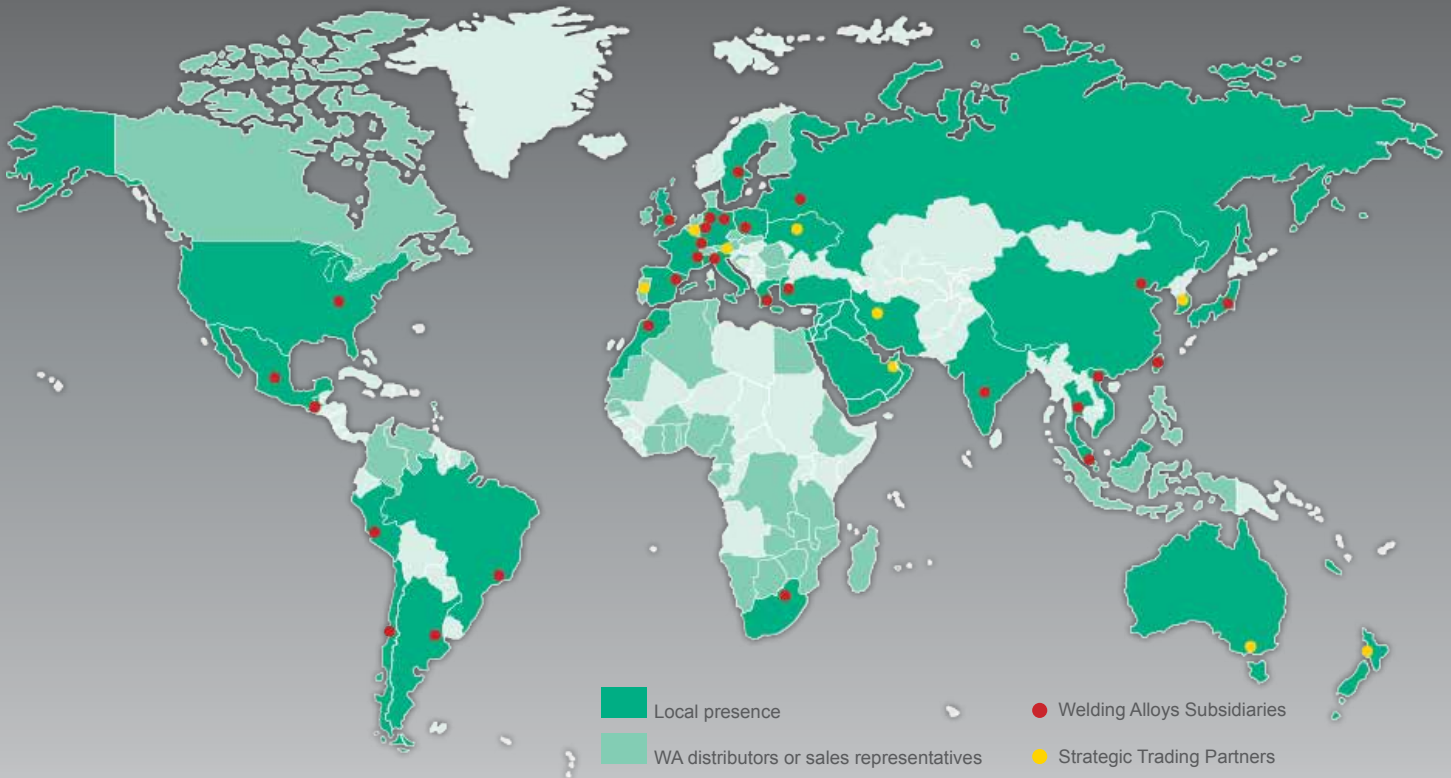 Local presence
WA distributors or sales representatives
Welding Alloys Subsidiaries
Strategic Trading Partners